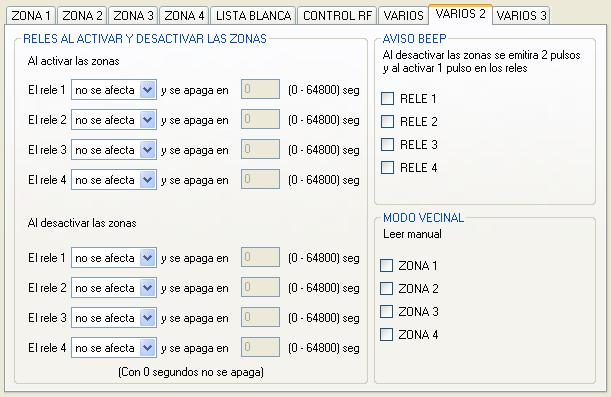 ZONA 1 ZONA 2 ZONA 3 ZONA 4 LISTA BLANCA CONTROL RF VARIOS VARIOS 2 VARIOS 3
RELES AL ACTIVAR Y DESACTIVAR LAS ZONAS
Al activar las zonas
El rele 1 no se afecta y se apaga en 0 (0 - 64800) seg
El rele 2 no se afecta y se apaga en 0 (0 - 64800) seg
El rele 3 no se afecta y se apaga en 0 (0 - 64800) seg
El rele 4 no se afecta y se apaga en 0 (0 - 64800) seg
Al desactivar las zonas
El rele 1 no se afecta y se apaga en 0 (0 - 64800) seg
El rele 2 no se afecta y se apaga en 0 (0 - 64800) seg
El rele 3 no se afecta y se apaga en 0 (0 - 64800) seg
El rele 4 no se afecta y se apaga en 0 (0 - 64800) seg
(Con 0 segundos no se apaga)
AVISO BEEP
Al desactivar las zonas se emitira 2 pulsos
y al activar 1 pulso en los reles
RELE 1
RELE 2
RELE 3
RELE 4
MODO VECINAL
Leer manual
ZONA 1
ZONA 2
ZONA 3
ZONA 4